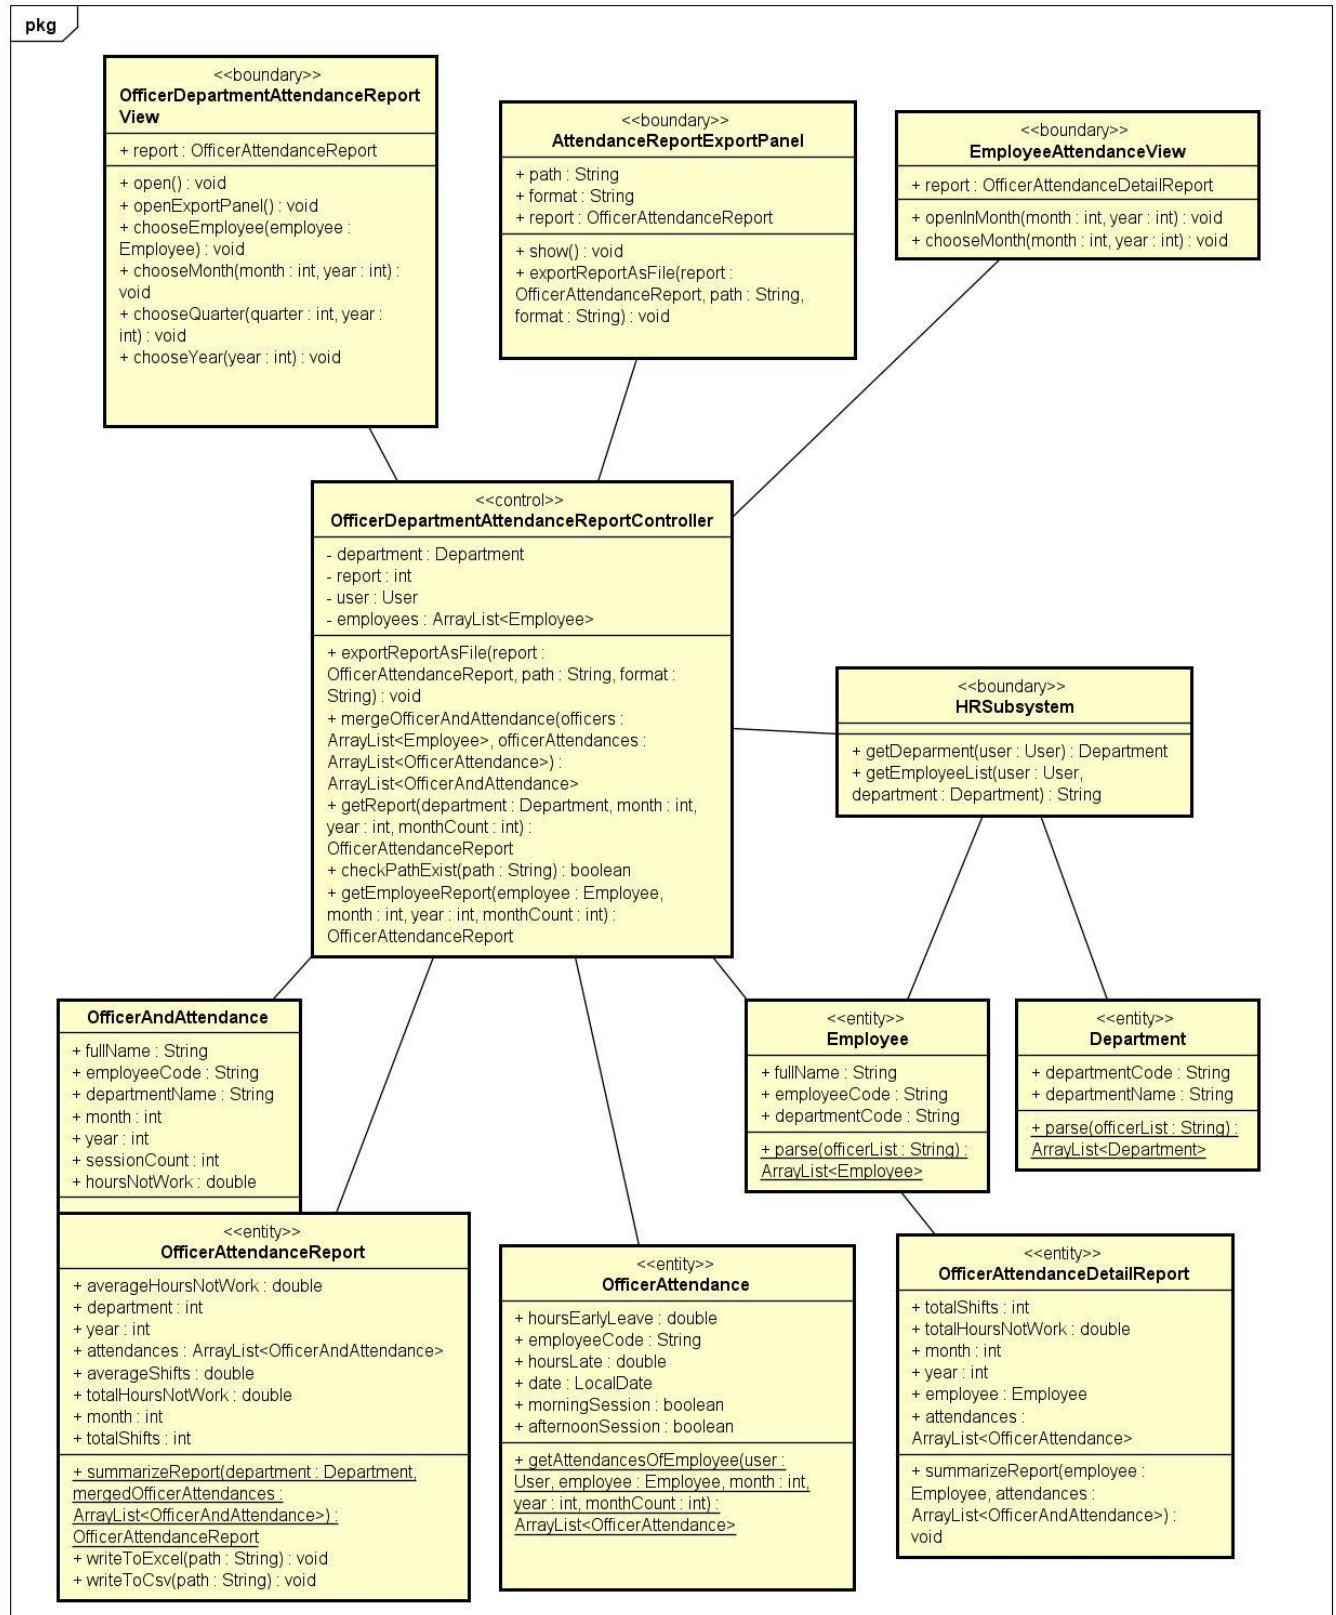 pkg
<<boundary>>
OfficerDepartmentAttendanceReport
View
+ report : OfficerAttendanceReport
+ open() : void
+ openExportPanel() : void
+ chooseEmployee(employee :
Employee) : void
+ chooseMonth(month : int, year : int) :
void
+ chooseQuarter(quarter : int, year :
int) : void
+ chooseYear(year : int) : void
<<boundary>>
AttendanceReportExportPanel
+ path : String
+ format : String
+ report : OfficerAttendanceReport
+ show() : void
+ exportReportAsFile(report :
OfficerAttendanceReport, path : String,
format : String) : void
<<boundary>>
EmployeeAttendanceView
+ report : OfficerAttendanceDetailReport
+ openInMonth(month : int, year : int) : void
+ chooseMonth(month : int, year : int) : void
<<control>>
OfficerDepartmentAttendanceReportController
- department : Department
- report : int
- user : User
- employees : ArrayList<Employee>
+ exportReportAsFile(report :
OfficerAttendanceReport, path : String, format :
String) : void
+ mergeOfficerAndAttendance(officers :
ArrayList<Employee>, officerAttendances :
ArrayList<OfficerAttendance>) :
ArrayList<OfficerAndAttendance>
+ getReport(department : Department, month : int,
year : int, monthCount : int) :
OfficerAttendanceReport
+ checkPathExist(path : String) : boolean
+ getEmployeeReport(employee : Employee,
month : int, year : int, monthCount : int) :
OfficerAttendanceReport
<<boundary>>
HRSubsystem
+ getDeparment(user : User) : Department
+ getEmployeeList(user : User,
department : Department) : String
OfficerAndAttendance
+ fullName : String
+ employeeCode : String
+ departmentName : String
+ month : int
+ year : int
+ sessionCount : int
+ hoursNotWork : double
<<entity>>
Employee
+ fullName : String
+ employeeCode : String
+ departmentCode : String
+ parse(officerList : String) :
ArrayList<Employee>
<<entity>>
Department
+ departmentCode : String
+ departmentName : String
+ parse(officerList : String) :
ArrayList<Department>
<<entity>>
OfficerAttendanceReport
+ averageHoursNotWork : double
+ department : int
+ year : int
+ attendances : ArrayList<OfficerAndAttendance>
+ averageShifts : double
+ totalHoursNotWork : double
+ month : int
+ totalShifts : int
+ summarizeReport(department : Department,
mergedOfficerAttendances :
ArrayList<OfficerAndAttendance>) :
OfficerAttendanceReport
+ writeToExcel(path : String) : void
+ writeToCsv(path : String) : void
<<entity>>
OfficerAttendance
+ hoursEarlyLeave : double
+ employeeCode : String
+ hoursLate : double
+ date : LocalDate
+ morningSession : boolean
+ afternoonSession : boolean
+ getAttendancesOfEmployee(user :
User, employee : Employee, month : int,
year : int, monthCount : int) :
ArrayList<OfficerAttendance>
<<entity>>
OfficerAttendanceDetailReport
+ totalShifts : int
+ totalHoursNotWork : double
+ month : int
+ year : int
+ employee : Employee
+ attendances :
ArrayList<OfficerAttendance>
+ summarizeReport(employee :
Employee, attendances :
ArrayList<OfficerAndAttendance>) :
void